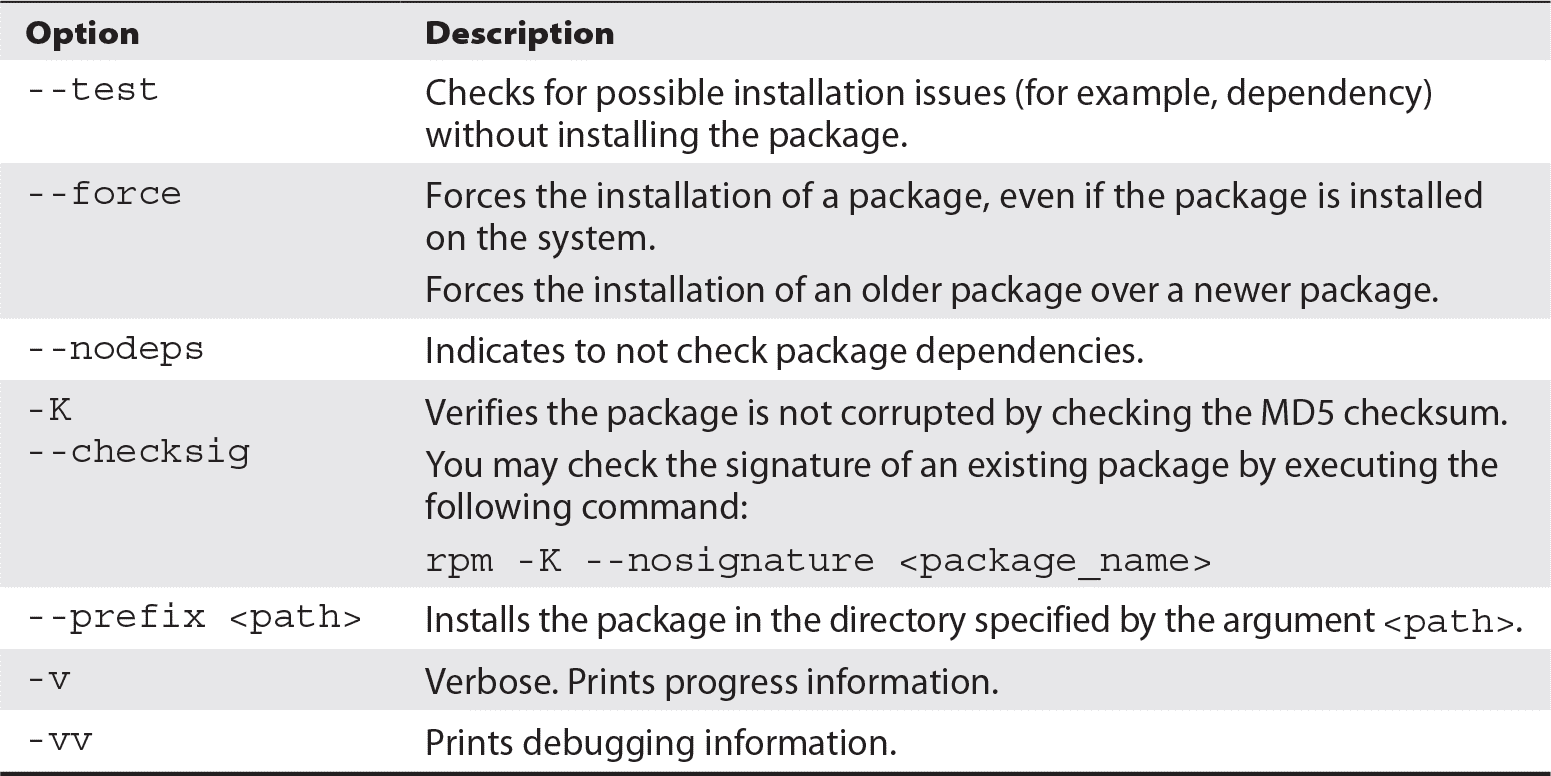 Option Description
--test Checks for possible installation issues (for example, dependency)
without installing the package.
--force Forces the installation of a package, even if the package is installed
on the system.
Forces the installation of an older package over a newer package.
--nodeps Indicates to not check package dependencies.
-K Verifies the package is not corrupted by checking the MD5 checksum.
--checksig You may check the signature of an existing package by executing the
following command:
rpm -K --nosignature <package_name>
--prefix <path> Installs the package in the directory specified by the argument <path>.
-v Verbose. Prints progress information.
-vv Prints debugging information.